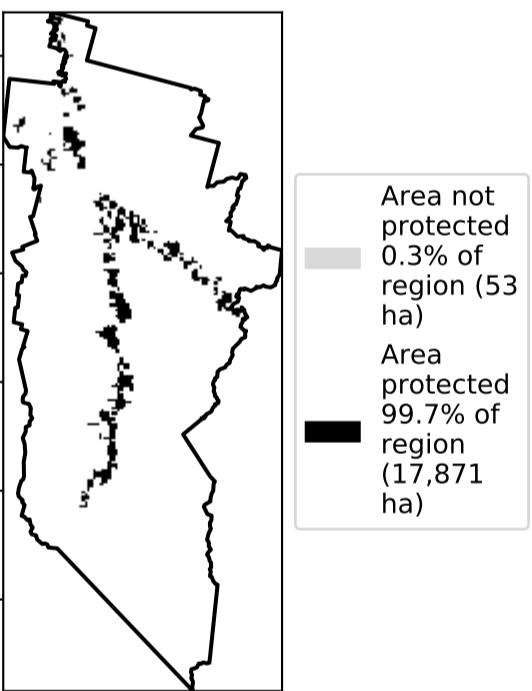 Area not
protected
0.3% of
region (53
ha)
Area
protected
99.7% of
region
(17,871
ha)